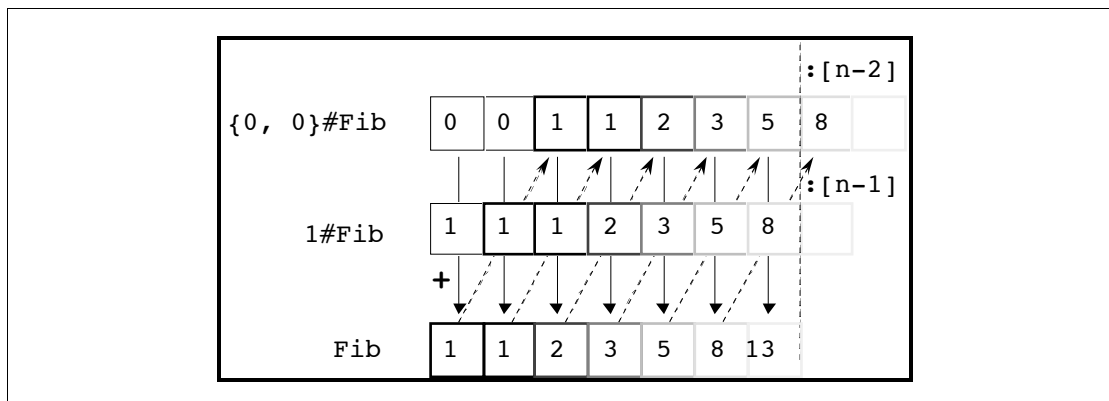 :[n-2]
{0, 0}#Fib 0 0 1 1 2 3 5 8
:[n-1]
1#Fib 1 1 1 2 3 5 8
+
Fib 1 1 2 3 5 8 13